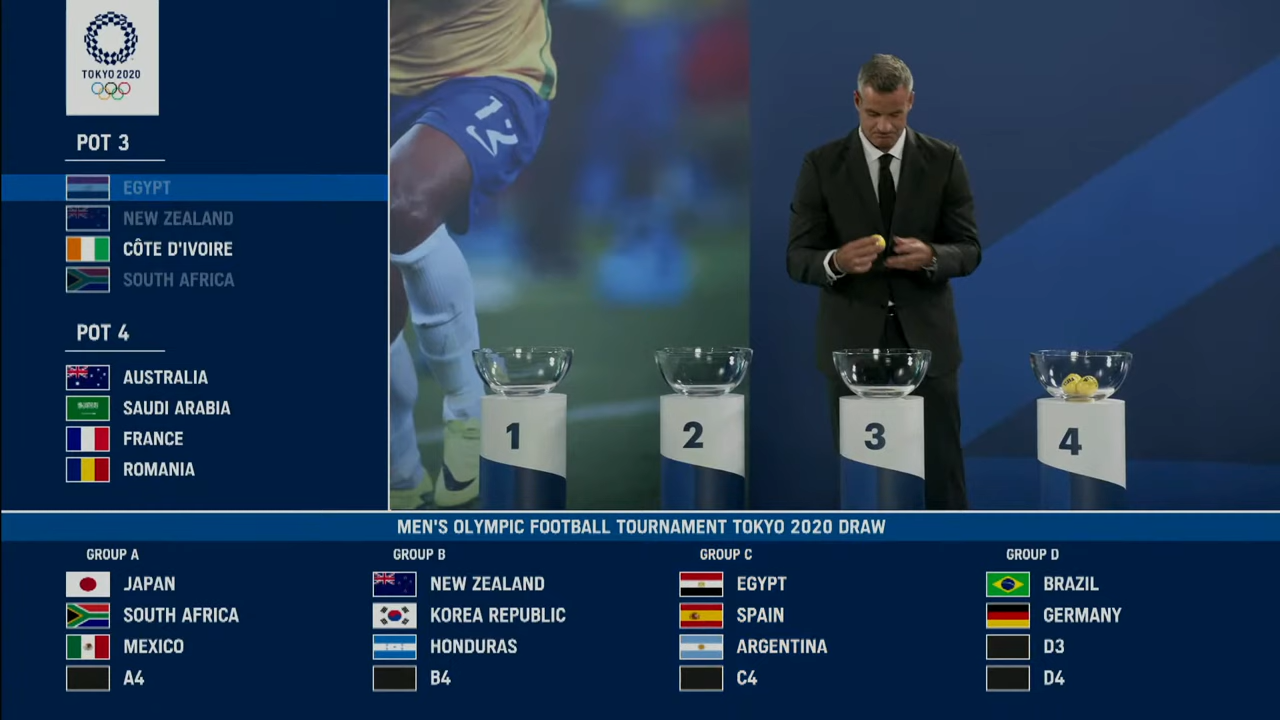 TOKYO 2020
POT 3
EGYPT
NEW ZEALAND
CÔTE D'IVOIRE
SOUTH AFRICA
POT 4
AUSTRALIA
SAUDI ARABIA
FRANCE
ROMANIA
12
1
2
3
4
MEN'S OLYMPIC FOOTBALL TOURNAMENT TOKYO 2020 DRAW
GROUP A
JAPAN
SOUTH AFRICA
MEXICO
A4
GROUP B
NEW ZEALAND
KOREA REPUBLIC
HONDURAS
B4
GROUP C
EGYPT
SPAIN
ARGENTINA
C4
GROUP D
BRAZIL
GERMANY
D3
D4